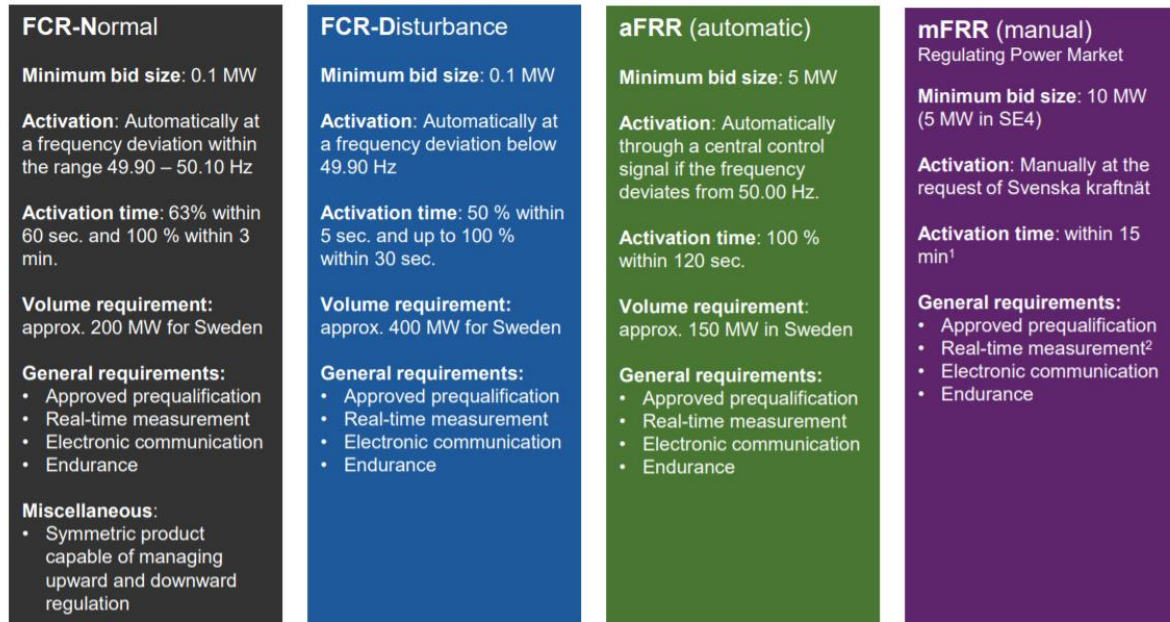 FCR-Normal
Minimum bid size: 0.1 MW
Activation: Automatically at
a frequency deviation within
the range 49.90 – 50.10 Hz
Activation time: 63% within
60 sec. and 100 % within 3
min.
Volume requirement:
approx. 200 MW for Sweden
General requirements:
• Approved prequalification
• Real-time measurement
• Electronic communication
• Endurance
Miscellaneous:
• Symmetric product
capable of managing
upward and downward
regulation
FCR-Disturbance
Minimum bid size: 0.1 MW
Activation: Automatically at
a frequency deviation below
49.90 Hz
Activation time: 50 % within
5 sec. and up to 100 %
within 30 sec.
Volume requirement:
approx. 400 MW for Sweden
General requirements:
• Approved prequalification
• Real-time measurement
• Electronic communication
• Endurance
aFRR (automatic)
Minimum bid size: 5 MW
Activation: Automatically
through a central control
signal if the frequency
deviates from 50.00 Hz.
Activation time: 100 %
within 120 sec.
Volume requirement:
approx. 150 MW in Sweden
General requirements:
• Approved prequalification
• Real-time measurement
• Electronic communication
• Endurance
mFRR (manual)
Regulating Power Market
Minimum bid size: 10 MW
(5 MW in SE4)
Activation: Manually at the
request of Svenska kraftnät
Activation time: within 15
min¹
General requirements:
• Approved prequalification
• Real-time measurement²
• Electronic communication
• Endurance